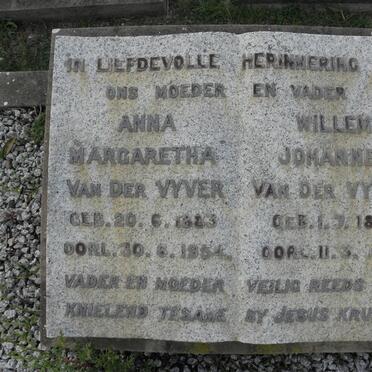 IN LIEFDEVOLLE HERINNERING
ONS MOEDER EN VADER
ANNA WILLEM
MARGARETHA JOHANNE
VAN DER VYVER VAN DER VY
GEB. 20. 6. 1883 GEB. 1. 7. 18
OORL. 30. 6. 1954 OORL. 11. 3.
VADER EN MOEDER VEILIG REEDS
KNIELEND TESAME BY JESUS KRU